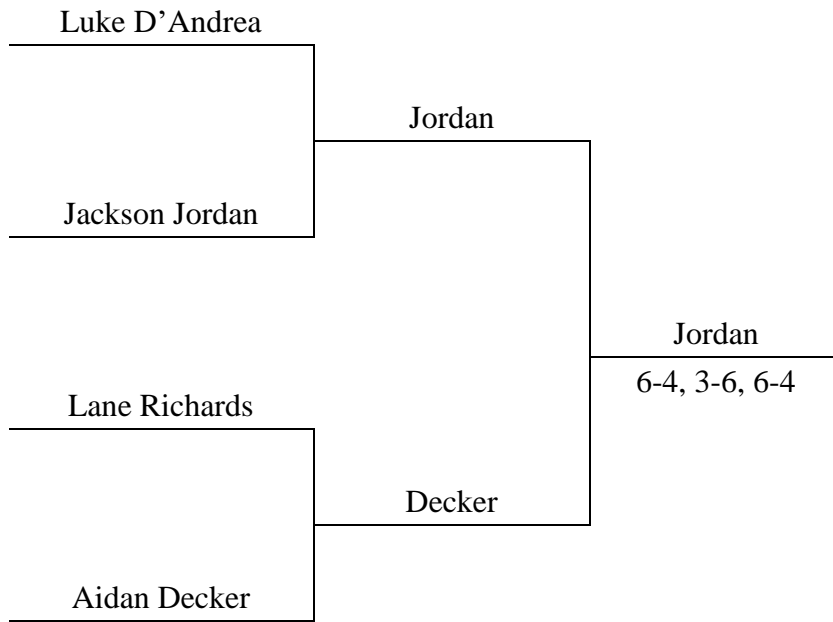 Luke D’Andrea
Jordan
Jackson Jordan
Jordan
6-4, 3-6, 6-4
Lane Richards
Decker
Aidan Decker